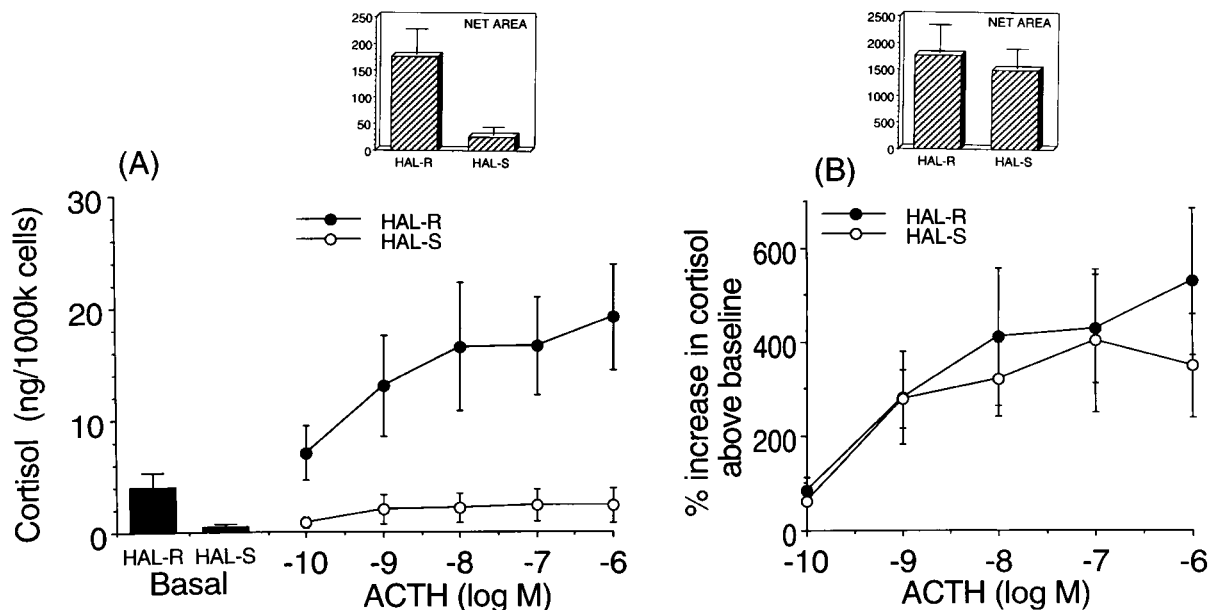 250
200
150
100
50
0
NET AREA
HAL-R HAL-S
2500
2000
1500
1000
500
0
NET AREA
HAL-R HAL-S
(A)
30
20
10
0
Cortisol (ng/1000k cells)
HAL-R
HAL-S
HAL-R HAL-S
Basal
-10 -9 -8 -7 -6
ACTH (log M)
(B)
600
400
200
0
% increase in cortisol
above baseline
HAL-R
HAL-S
-10 -9 -8 -7 -6
ACTH (log M)